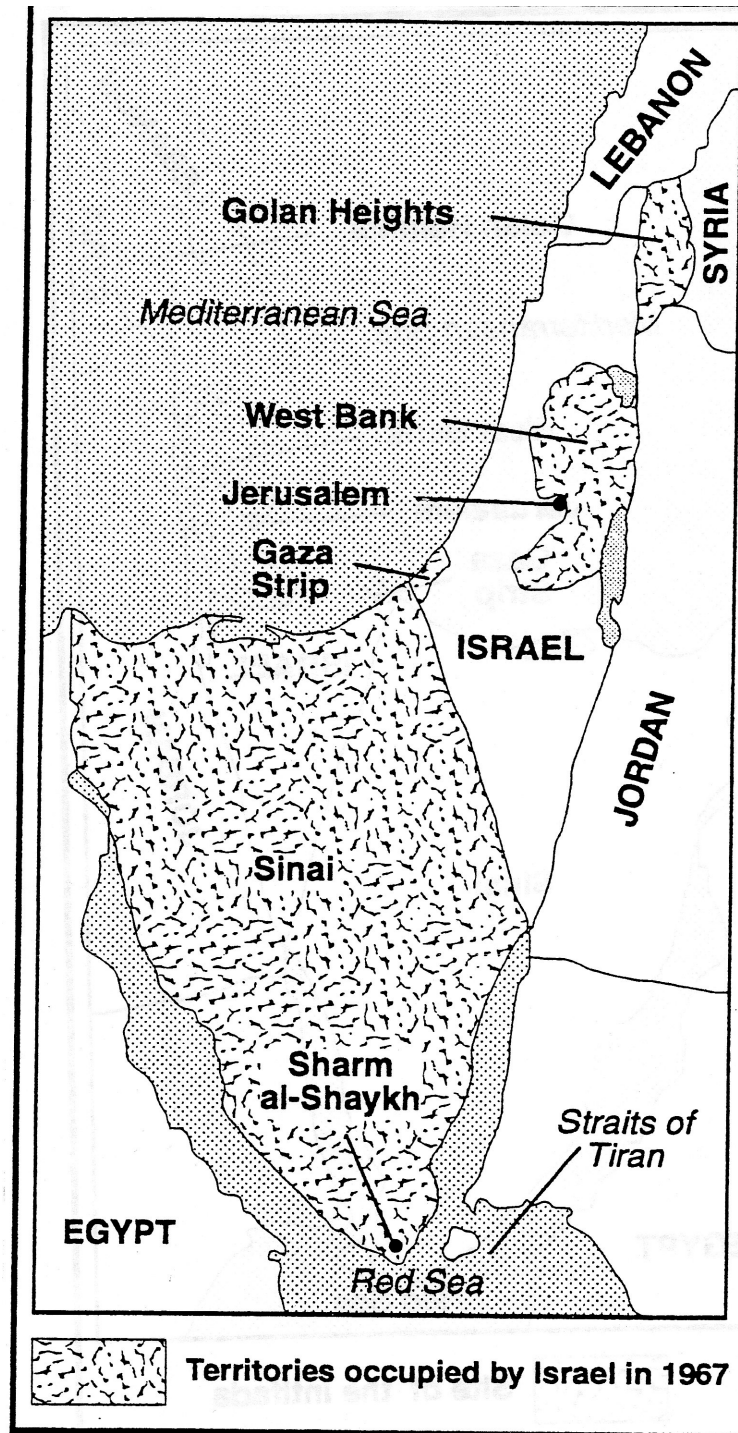 LEBANON
Golan Heights
SYRIA
Mediterranean Sea
West Bank
Jerusalem
Gaza
Strip
ISRAEL
JORDAN
Sinai
Sharm
al-Shaykh
Straits of
Tiran
EGYPT
Red Sea
Territories occupied by Israel in 1967